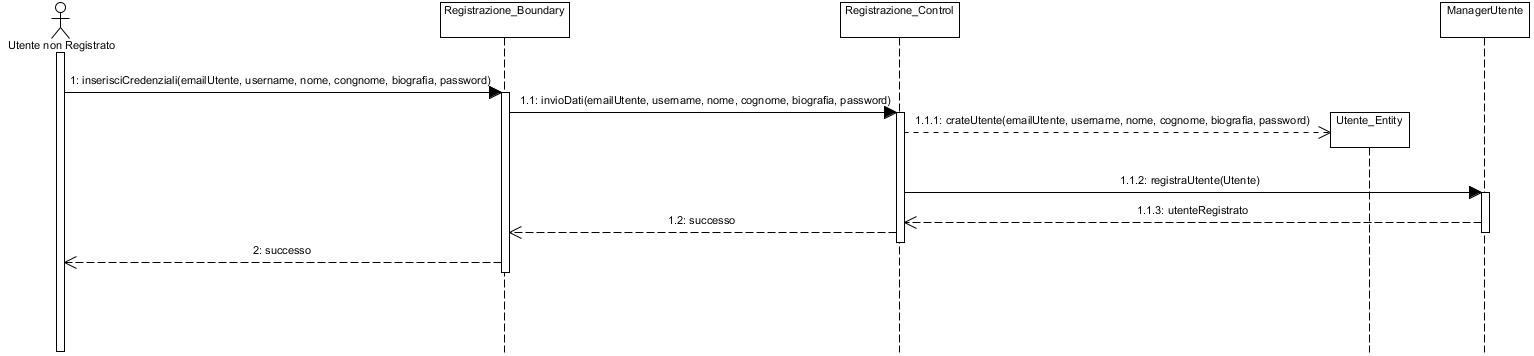 Registrazione_Boundary
Registrazione_Control
ManagerUtente
Utente non Registrato
1: inserisciCredenziali(emailUtente, username, nome, congnome, biografia, password)
1.1: invioDati(emailUtente, username, nome, cognome, biografia, password)
1.1.1: crateUtente(emailUtente, username, nome, cognome, biografia, password)
Utente_Entity
1.1.2: registraUtente(Utente)
1.1.3: utenteRegistrato
1.2: successo
2: successo